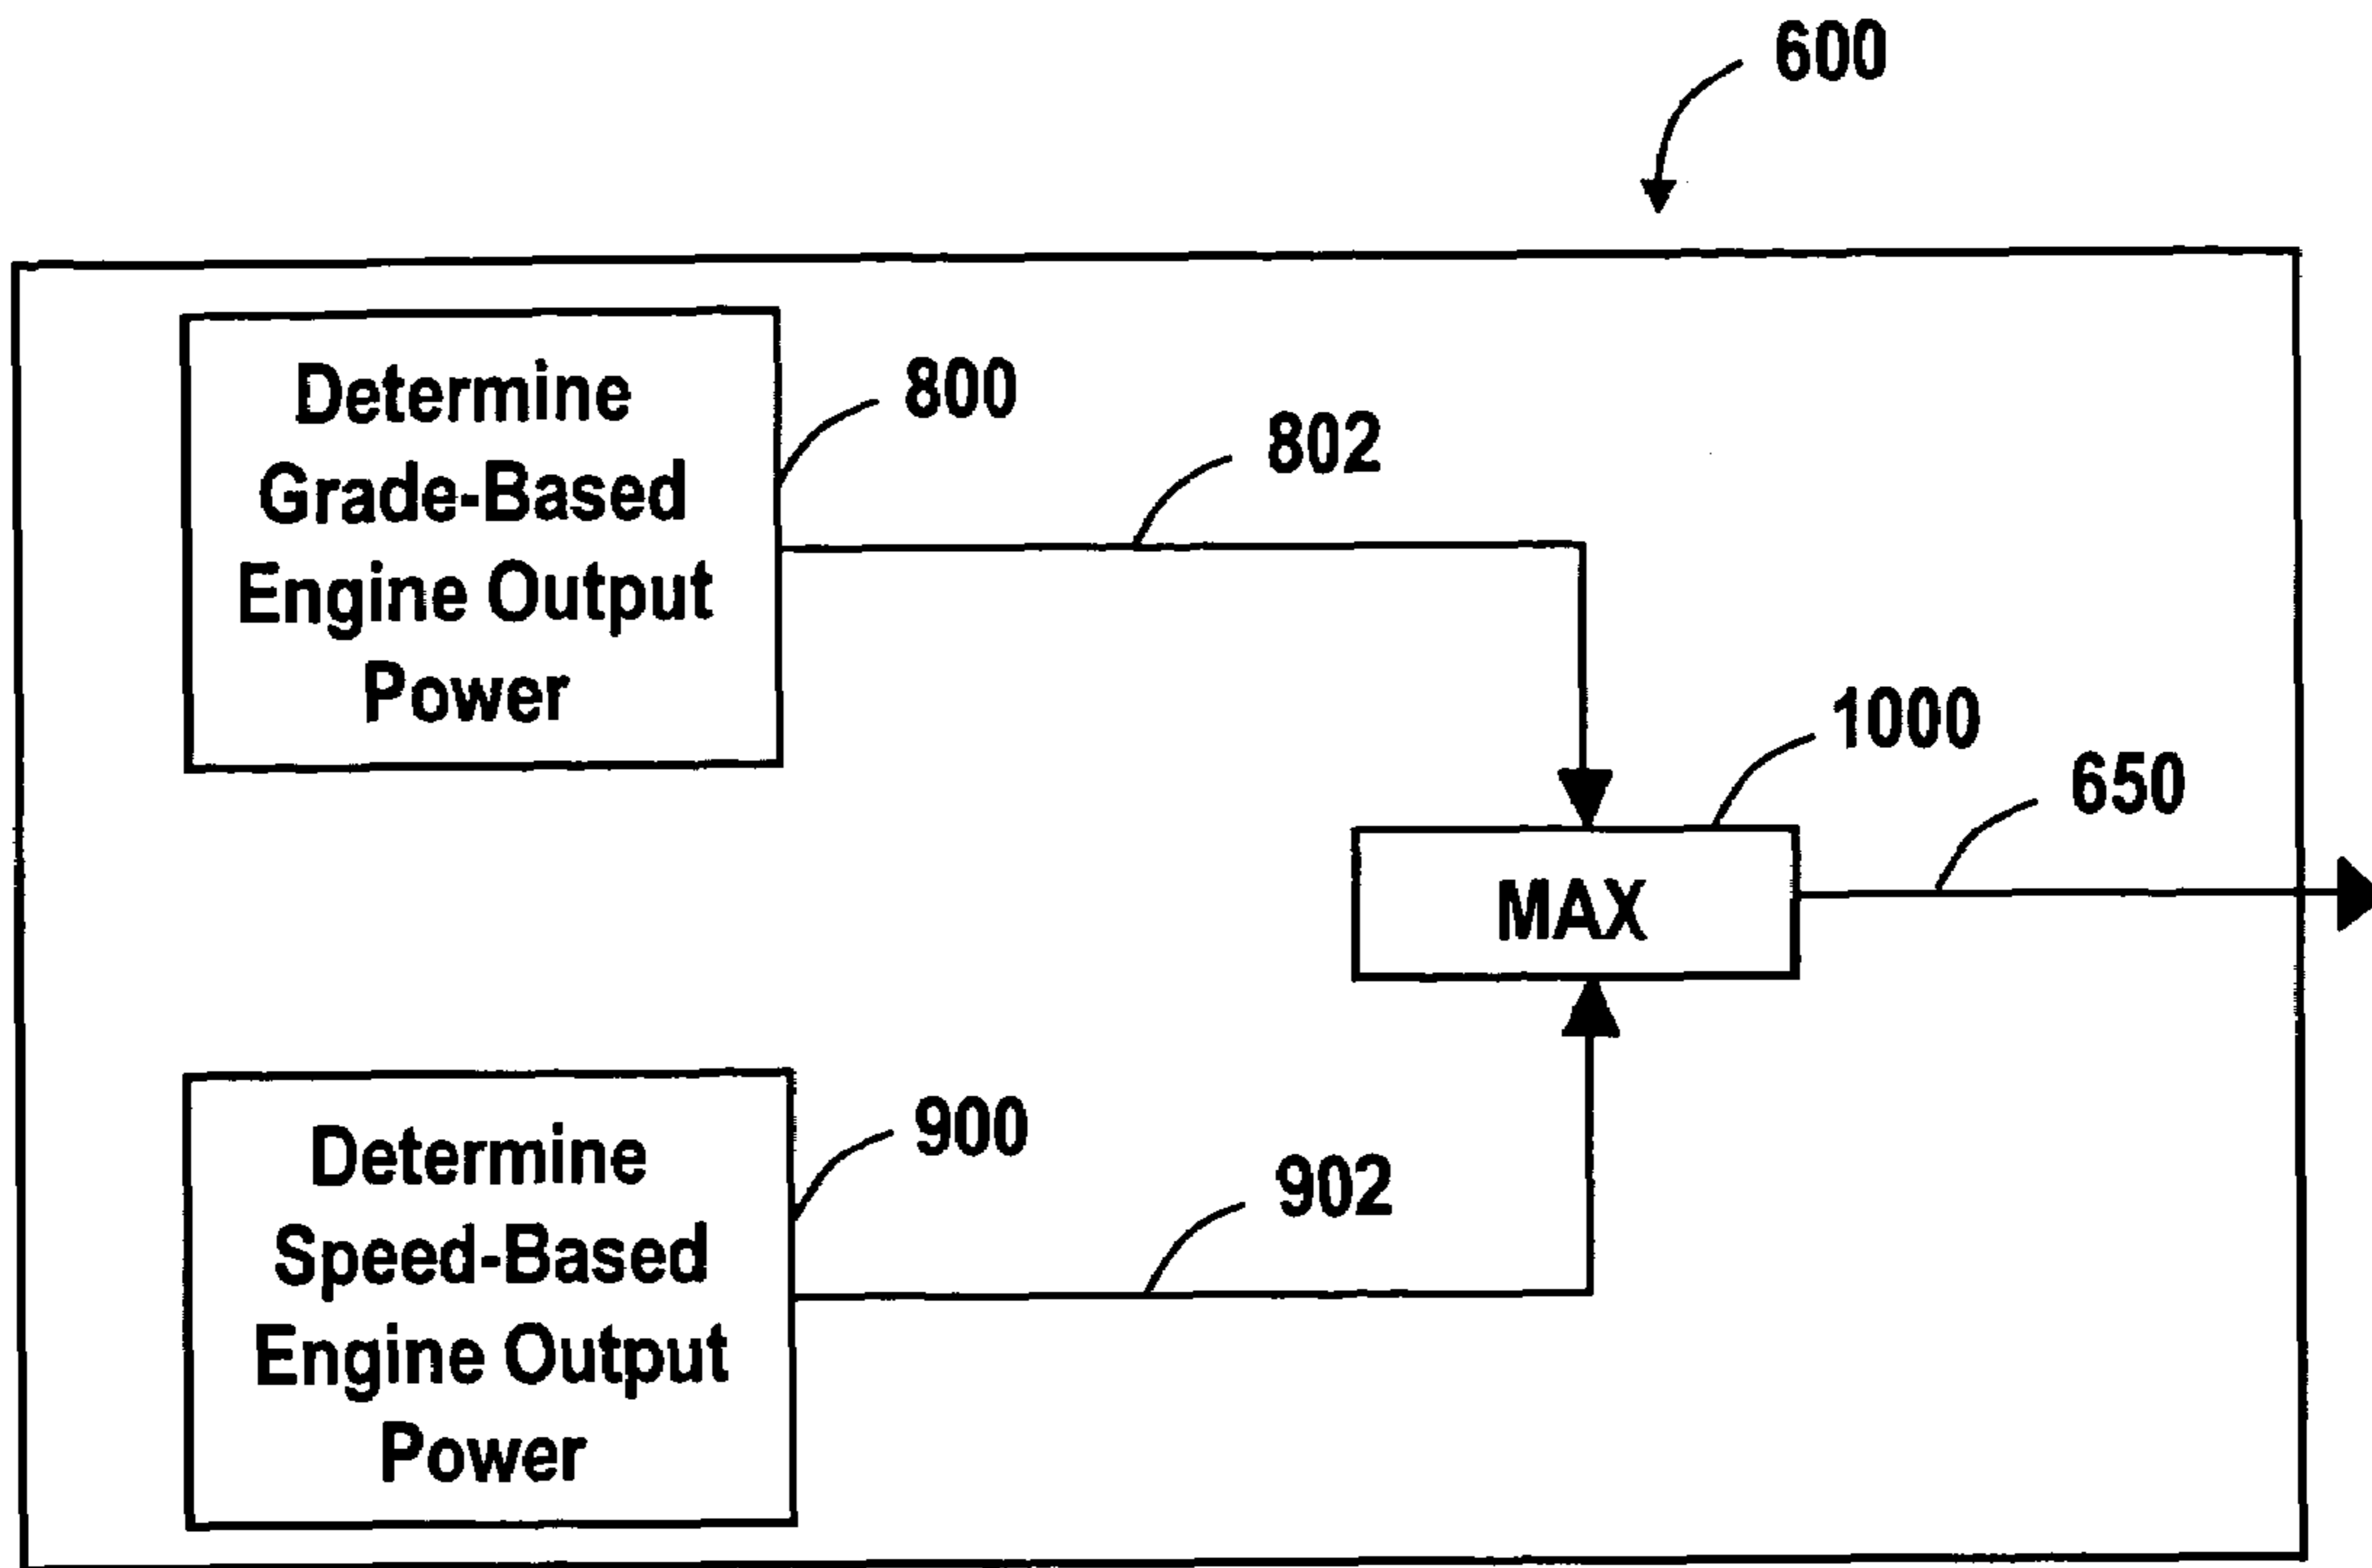 600
Determine
Grade-Based
Engine Output
Power
800
802
1000
650
MAX
Determine
Speed-Based
Engine Output
Power
900
902